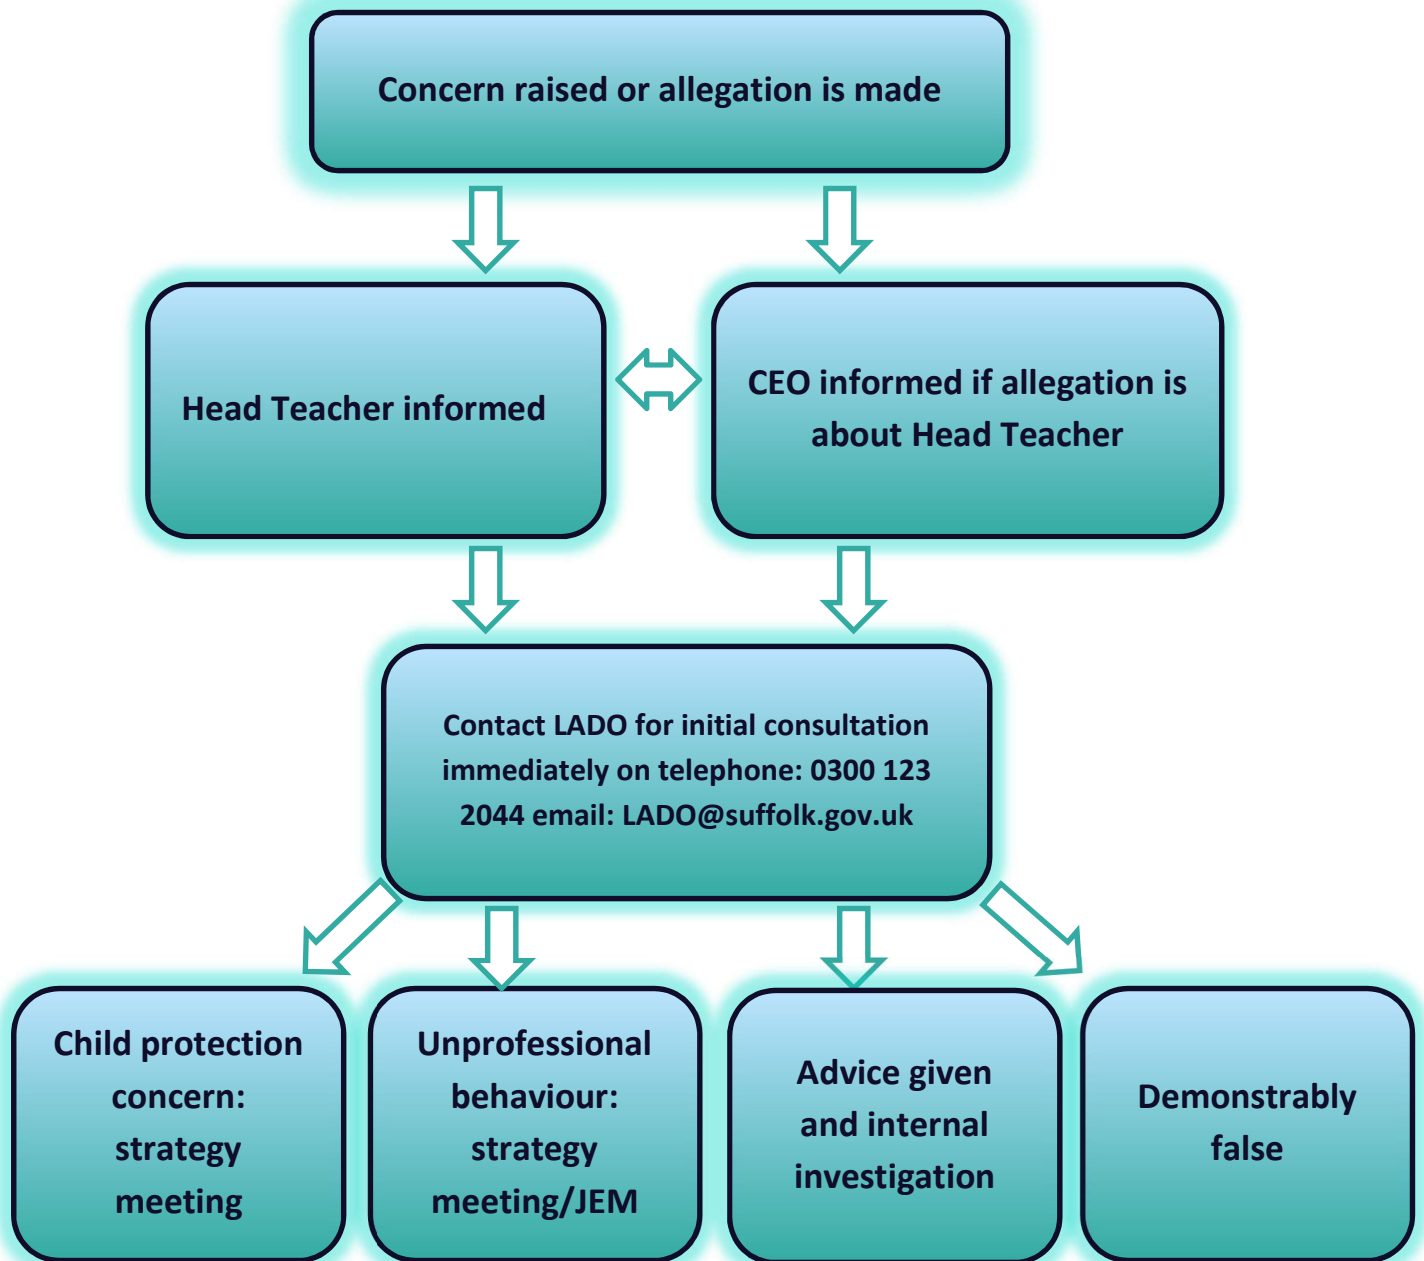 Concern raised or allegation is made
Head Teacher informed
CEO informed if allegation is
about Head Teacher
Contact LADO for initial consultation
immediately on telephone: 0300 123
2044 email: LADO@suffolk.gov.uk
Child protection
concern:
strategy
meeting
Unprofessional
behaviour:
strategy
meeting/JEM
Advice given
and internal
investigation
Demonstrably
false